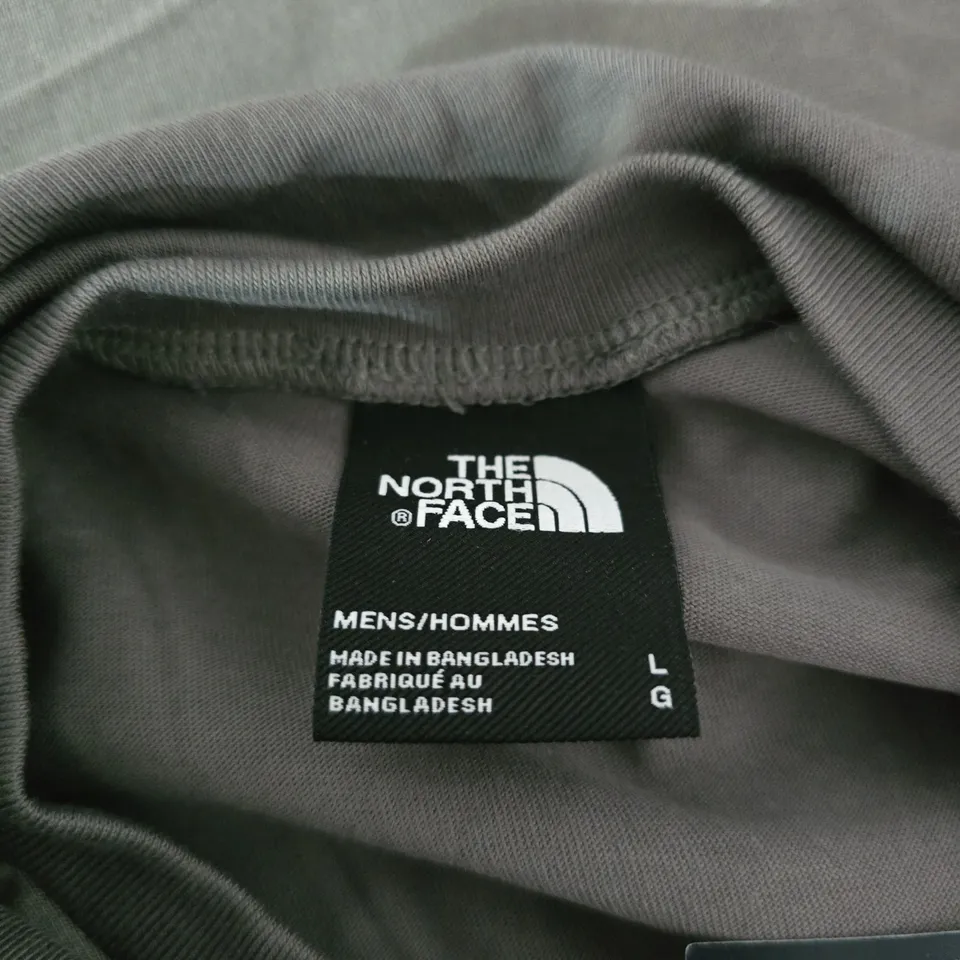 THE
NORTH
® FACE
MENS/HOMMES
MADE IN BANGLADESH
FABRIQUÉ AU
BANGLADESH
L
G